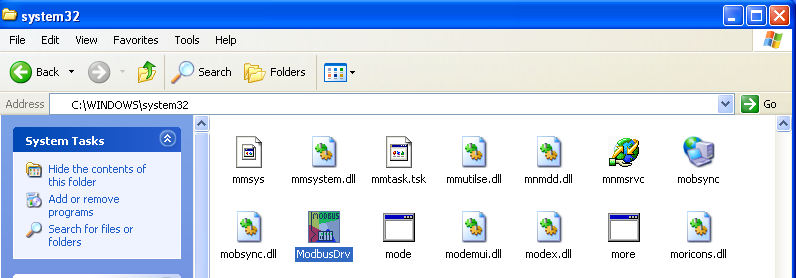 system32
File Edit View Favorites Tools Help
Back Search Folders
Address C:\WINDOWS\system32 Go
System Tasks
Hide the contents of
this folder
Add or remove
programs
Search for files or
folders
mmsys mmsystem.dll mmtask.tsk mmutilse.dll mnmdd.dll mnmsrvc mobsync
MODBUS
mobsync.dll ModbusDrv mode modemui.dll modex.dll more moricons.dll